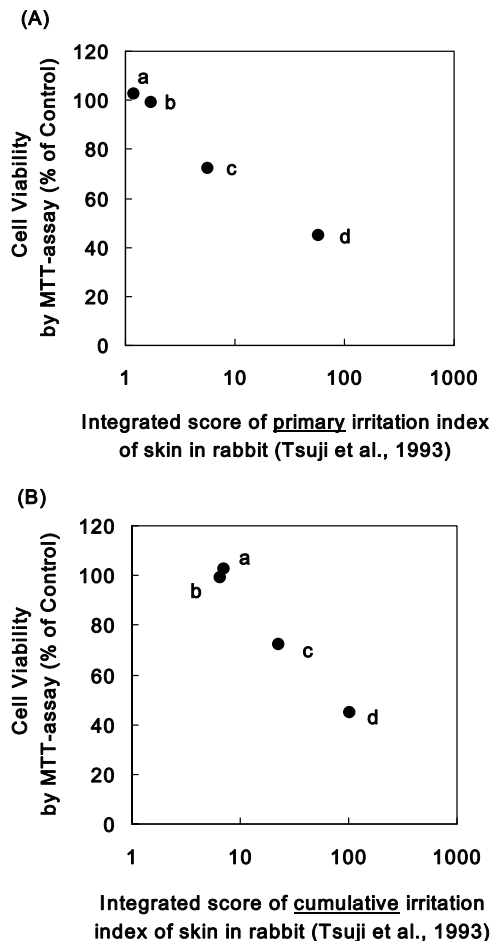 (A)
Cell Viability
by MTT-assay (% of Control)
120
100
80
60
40
20
0
a
b
c
d
1 10 100 1000
Integrated score of primary irritation index
of skin in rabbit (Tsuji et al., 1993)
(B)
Cell Viability
by MTT-assay (% of Control)
120
100
80
60
40
20
0
a
b
c
d
1 10 100 1000
Integrated score of cumulative irritation
index of skin in rabbit (Tsuji et al., 1993)